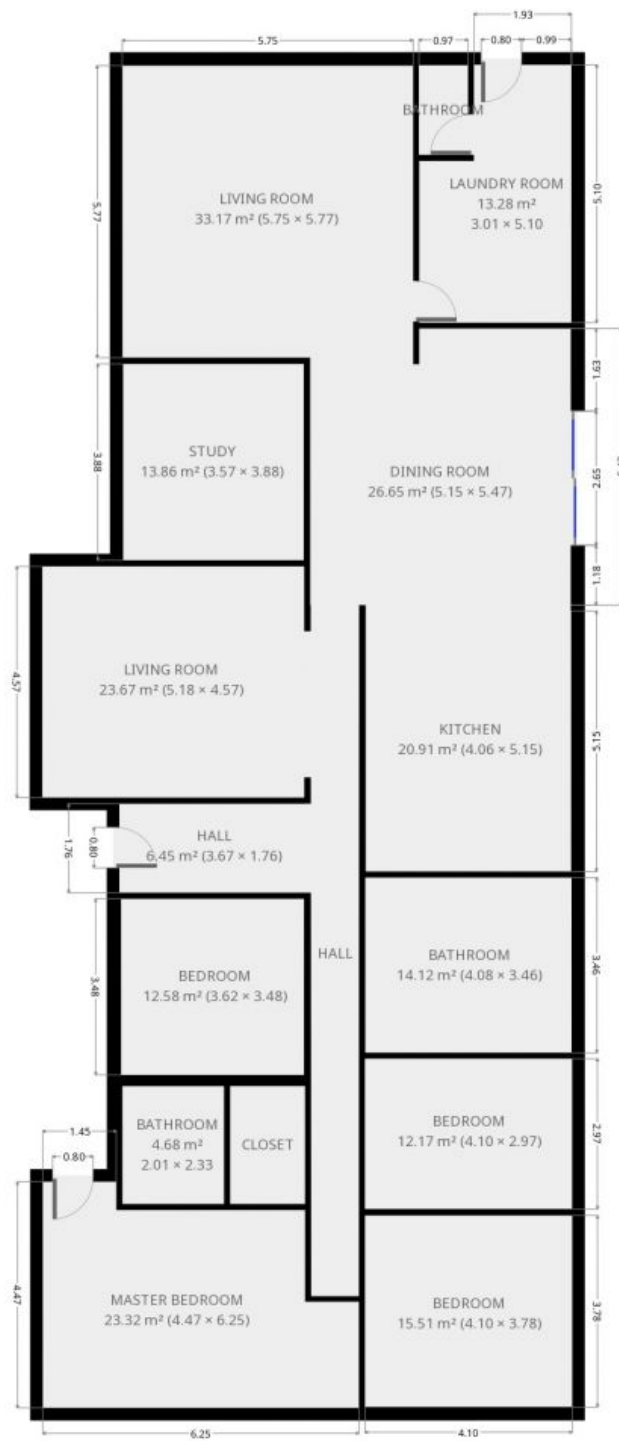 1.93
5.75
0.97
0.80
0.99
BATHROOM
LIVING ROOM
33.17 m² (5.75 × 5.77)
LAUNDRY ROOM
13.28 m²
3.01 × 5.10
5.77
5.10
1.63
STUDY
13.86 m² (3.57 × 3.88)
3.88
DINING ROOM
26.65 m² (5.15 × 5.47)
2.65
1.18
LIVING ROOM
23.67 m² (5.18 × 4.57)
4.57
KITCHEN
20.91 m² (4.06 × 5.15)
5.15
HALL
6.45 m² (3.67 × 1.76)
1.76
0.80
HALL
BATHROOM
14.12 m² (4.08 × 3.46)
3.46
BEDROOM
12.58 m² (3.62 × 3.48)
3.48
BATHROOM
4.68 m²
2.01 × 2.33
CLOSET
BEDROOM
12.17 m² (4.10 × 2.97)
2.97
1.45
0.80
MASTER BEDROOM
23.32 m² (4.47 × 6.25)
4.47
BEDROOM
15.51 m² (4.10 × 3.78)
3.78
6.25
4.10